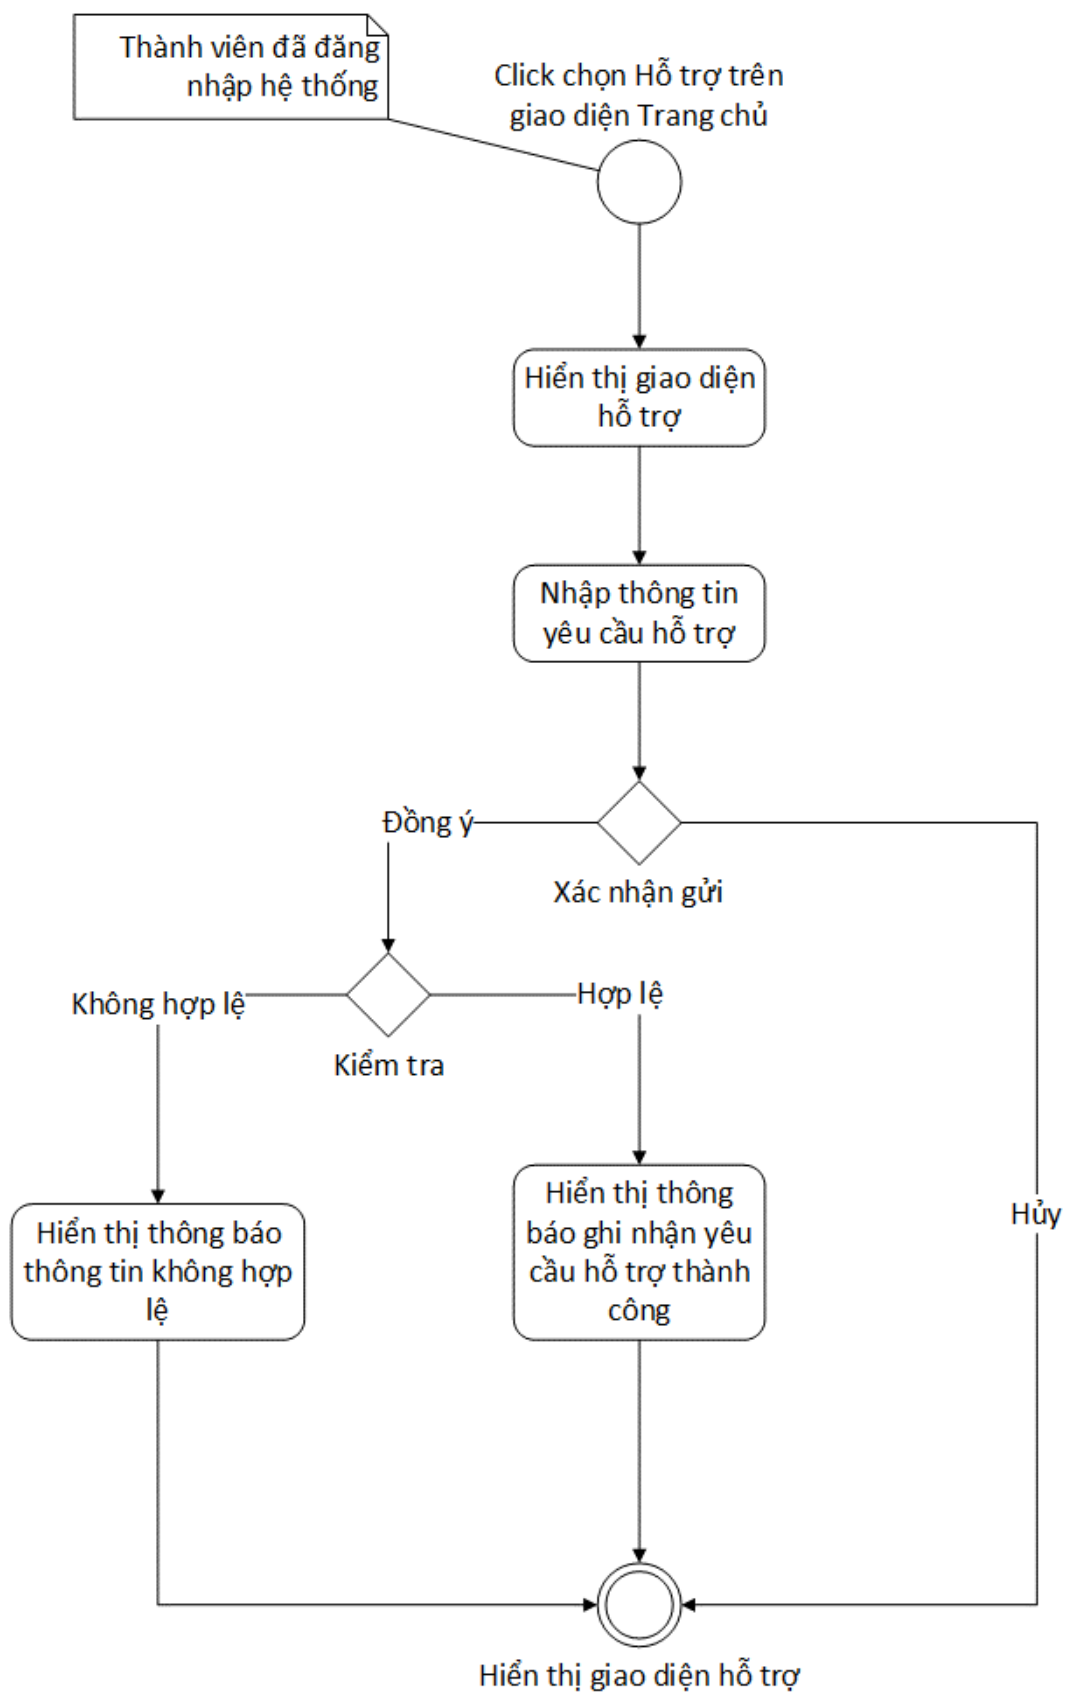 Thành viên đã đăng
nhập hệ thống
Click chọn Hỗ trợ trên
giao diện Trang chủ
Hiển thị giao diện
hỗ trợ
Nhập thông tin
yêu cầu hỗ trợ
Đồng ý
Xác nhận gửi
Không hợp lệ
Hợp lệ
Kiểm tra
Hiển thị thông báo
thông tin không hợp
lệ
Hiển thị thông
báo ghi nhận yêu
cầu hỗ trợ thành
công
Hủy
Hiển thị giao diện hỗ trợ